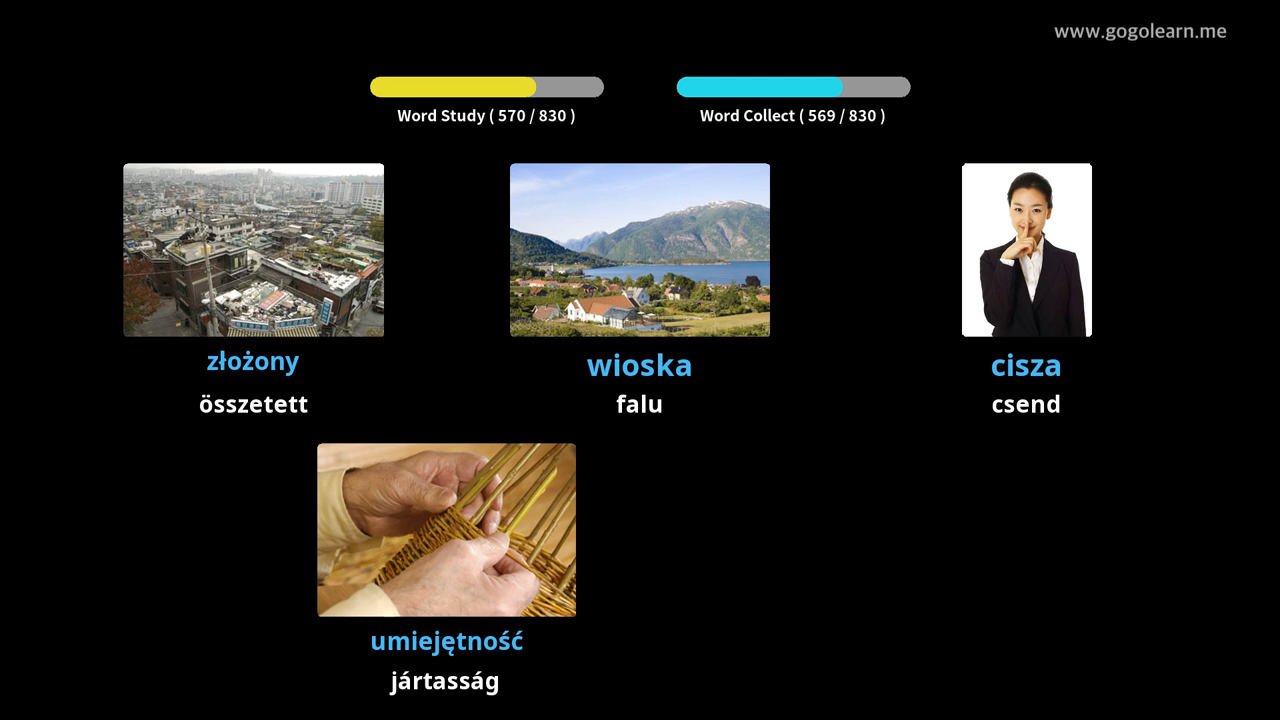 www.gogolearn.me
Word Study ( 570 / 830 )
Word Collect ( 569 / 830 )
złożony
összetett
wioska
falu
cisza
csend
umiejętność
jártasság